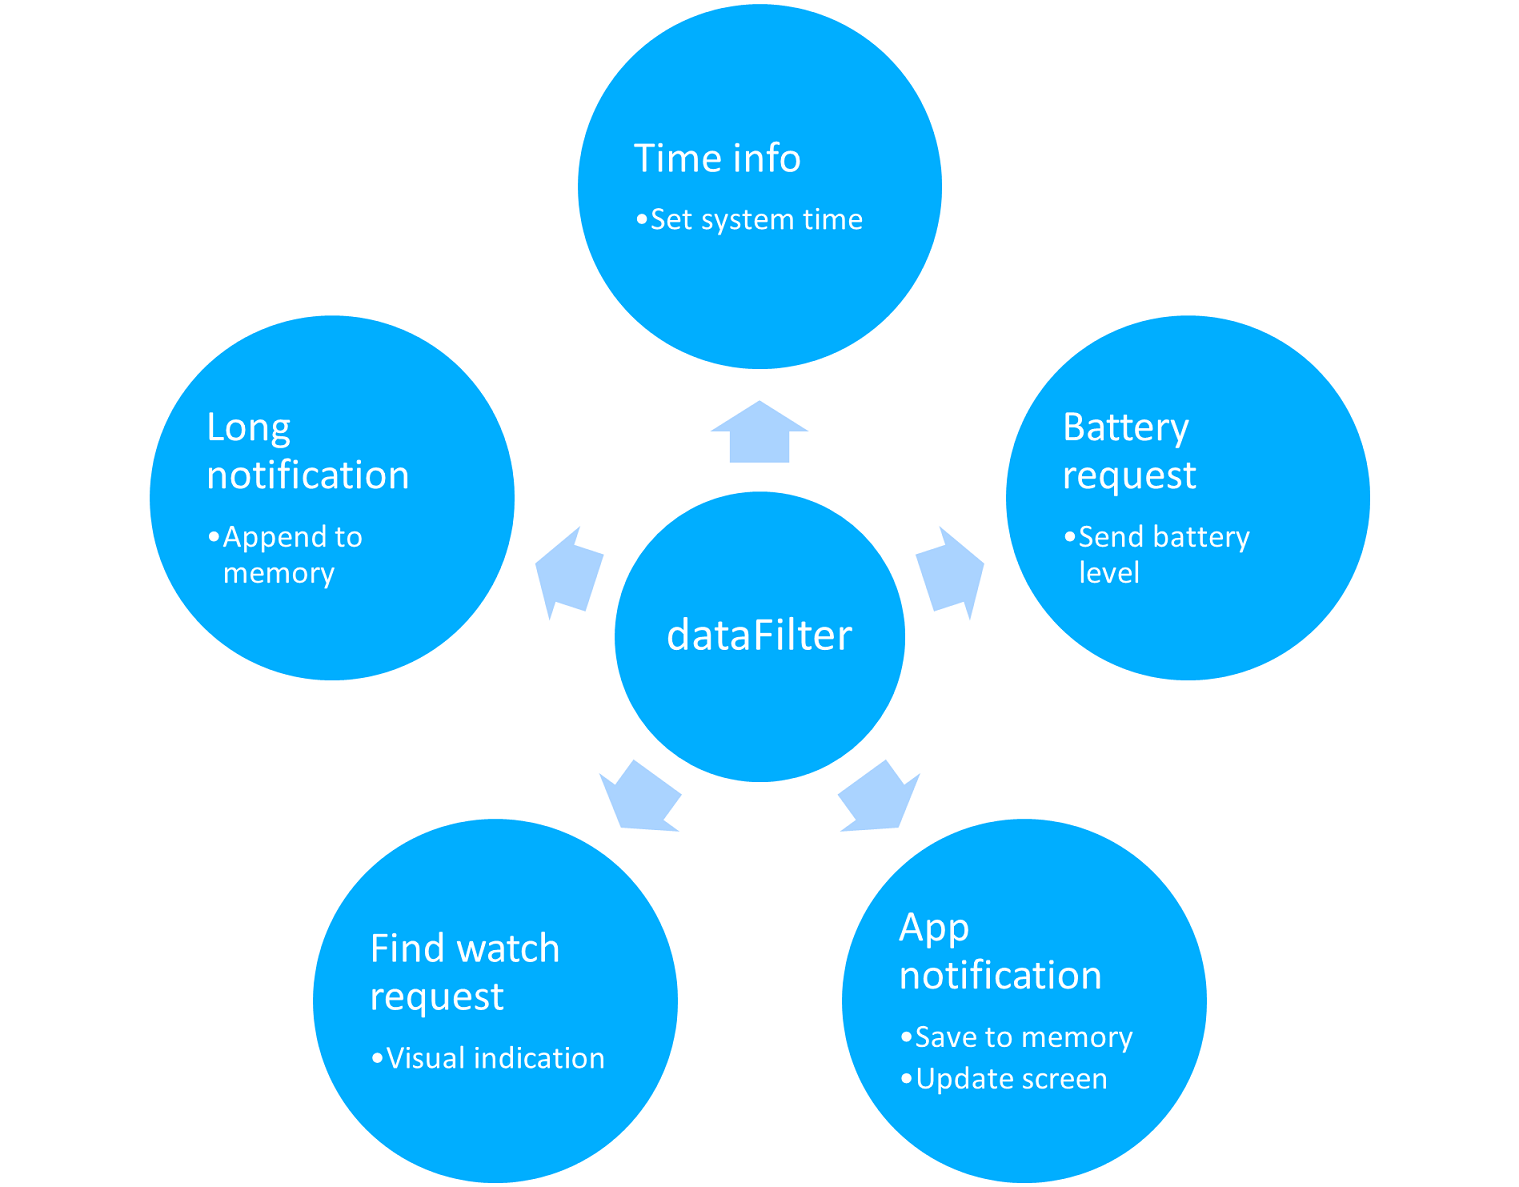 Time info
•Set system time
Long
notification
•Append to
memory
Battery
request
•Send battery
level
dataFilter
Find watch
request
•Visual indication
App
notification
•Save to memory
•Update screen